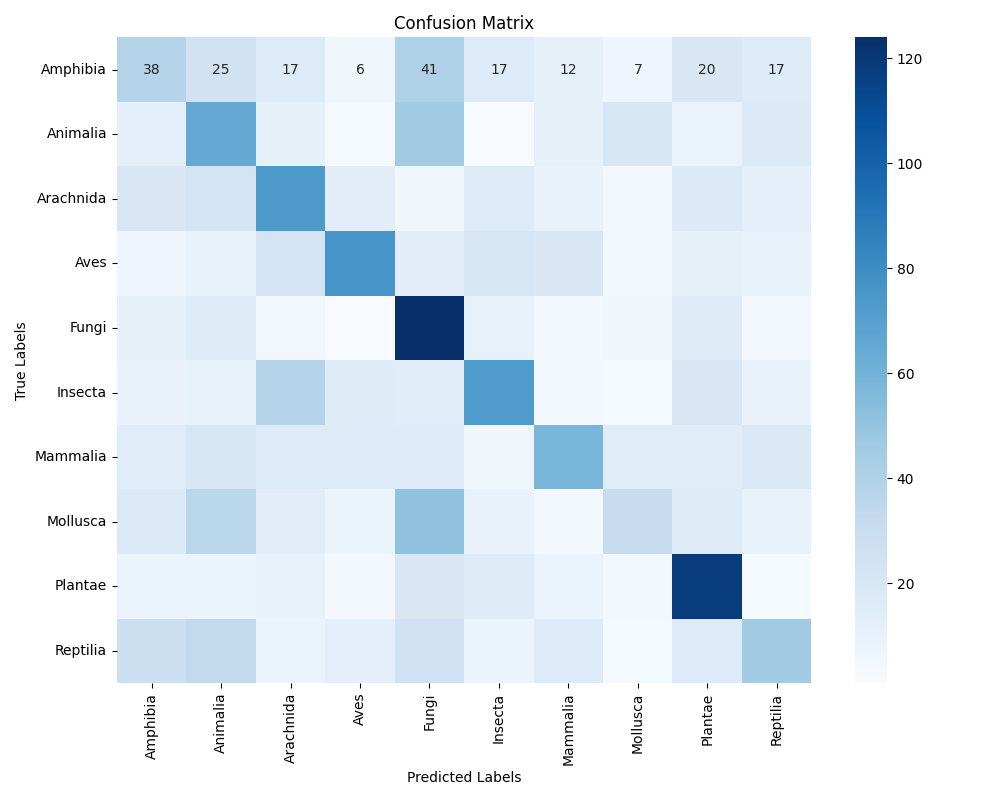 Confusion Matrix
True Labels
Amphibia 38 25 17 6 41 17 12 7 20 17
Animalia
Arachnida
Aves
Fungi
Insecta
Mammalia
Mollusca
Plantae
Reptilia
Amphibia Animalia Arachnida Aves Fungi Insecta Mammalia Mollusca Plantae Reptilia
Predicted Labels
120
100
80
60
40
20